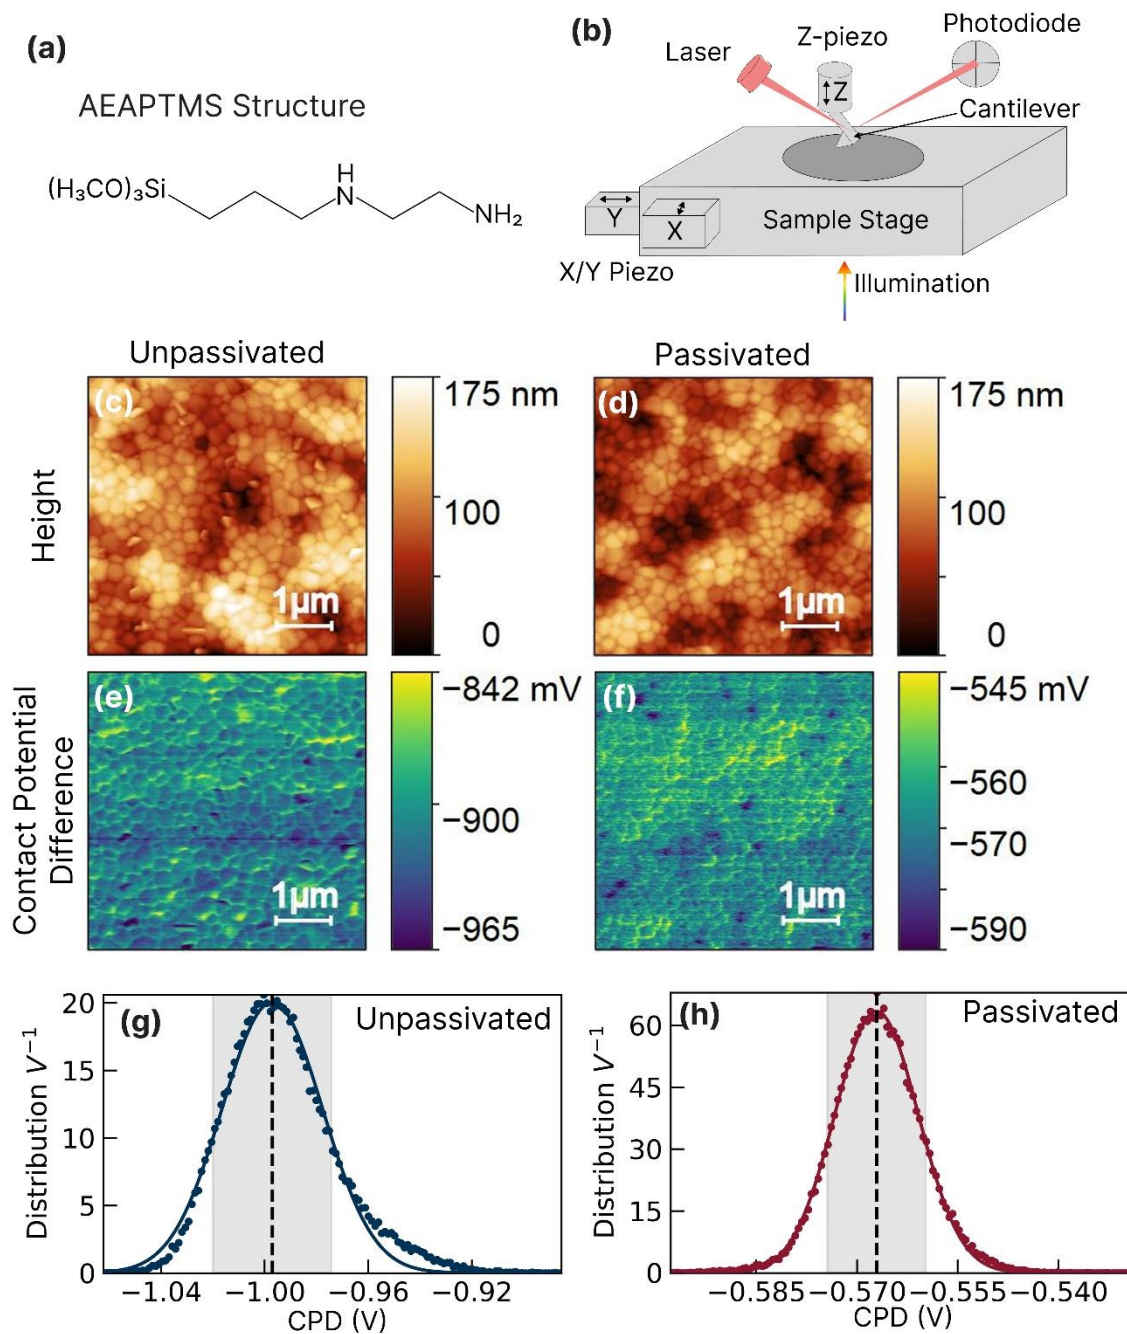 (a)
AEAPTMS Structure
(H₃CO)₃Si
H
N
NH₂
(b)
Laser
Z-piezo
Photodiode
Z
Cantilever
Y
X
Sample Stage
X/Y Piezo
Illumination
Unpassivated
Passivated
Height
(c)
1µm
175 nm
100
0
(d)
1µm
175 nm
100
0
Contact Potential
Difference
(e)
1µm
−842 mV
−900
−965
(f)
1µm
−545 mV
−560
−570
−590
(g)
Unpassivated
Distribution V⁻¹
20
15
10
5
0
−1.04 −1.00 −0.96 −0.92
CPD (V)
(h)
Passivated
Distribution V⁻¹
60
45
30
15
0
−0.585 −0.570 −0.555 −0.540
CPD (V)